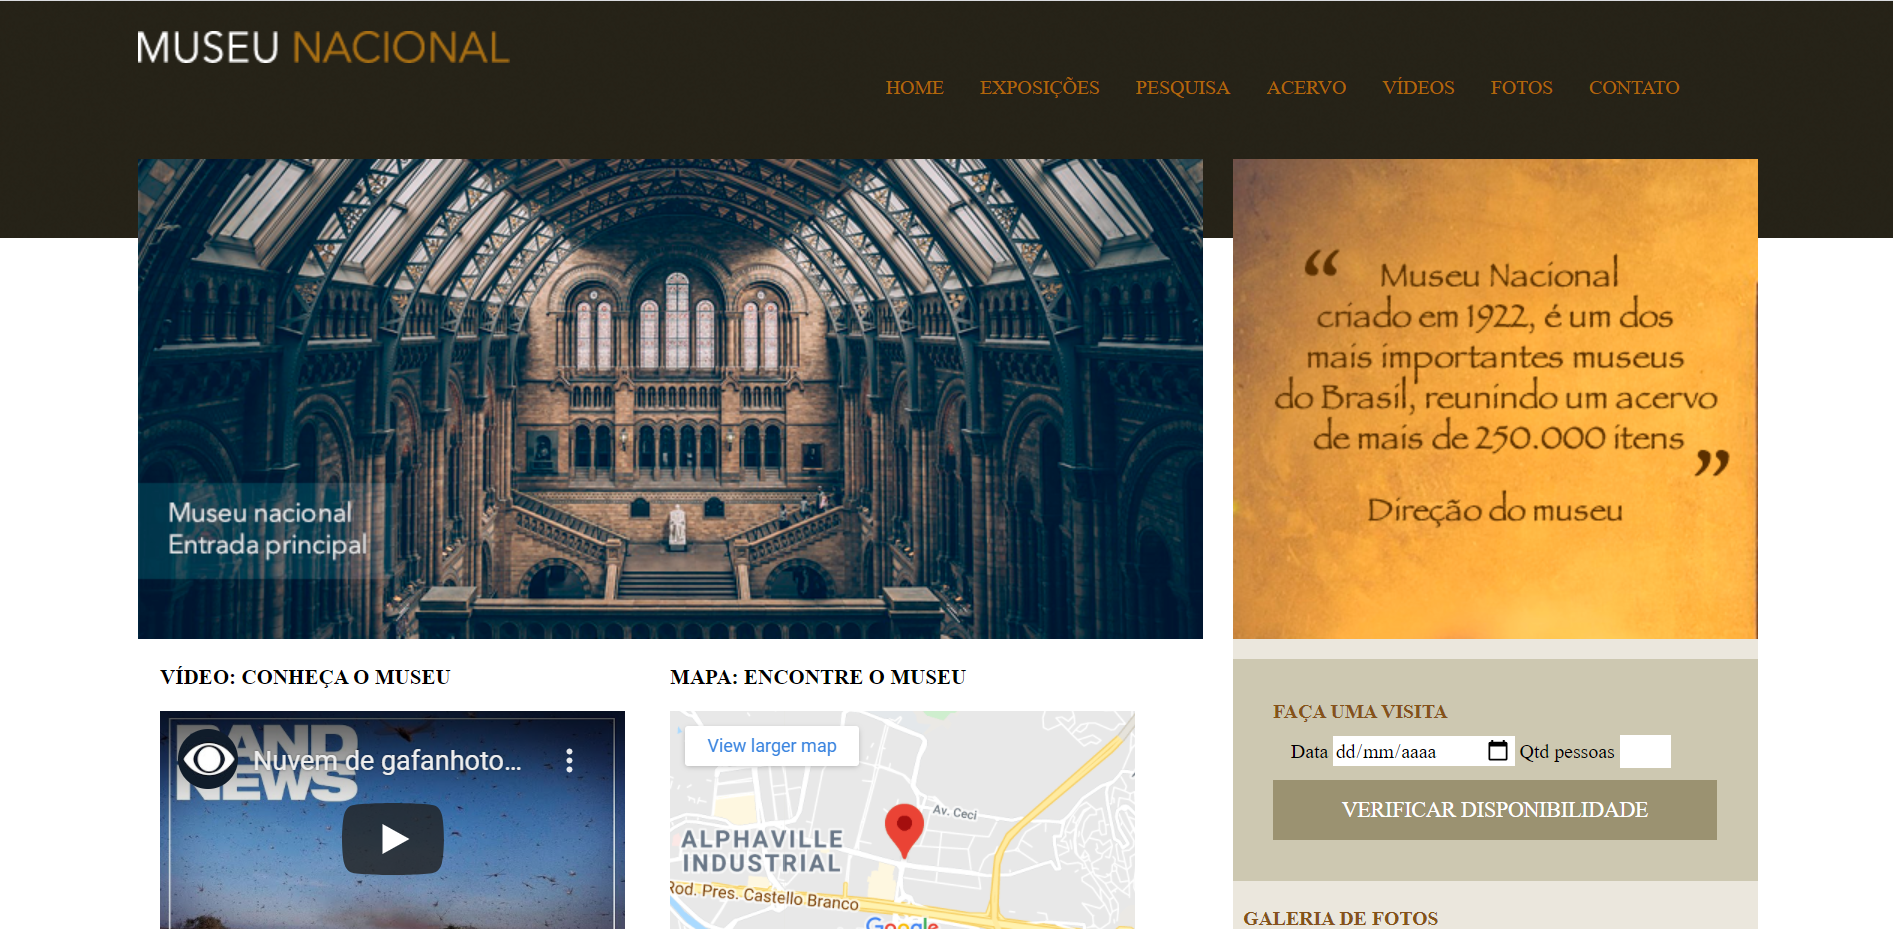 MUSEU NACIONAL
HOME EXPOSIÇÕES PESQUISA ACERVO VÍDEOS FOTOS CONTATO
Museu nacional
Entrada principal
“ Museu Nacional
criado em 1922, é um dos
mais importantes museus
do Brasil, reunindo um acervo
de mais de 250.000 itens ”
Direção do museu
VÍDEO: CONHEÇA O MUSEU
BAND
NEWS
Nuvem de gafanhoto...
MAPA: ENCONTRE O MUSEU
View larger map
Av. Ceci
ALPHAVILLE
INDUSTRIAL
Rod. Pres. Castello Branco
Google
FAÇA UMA VISITA
Data dd/mm/aaaa Qtd pessoas
VERIFICAR DISPONIBILIDADE
GALERIA DE FOTOS